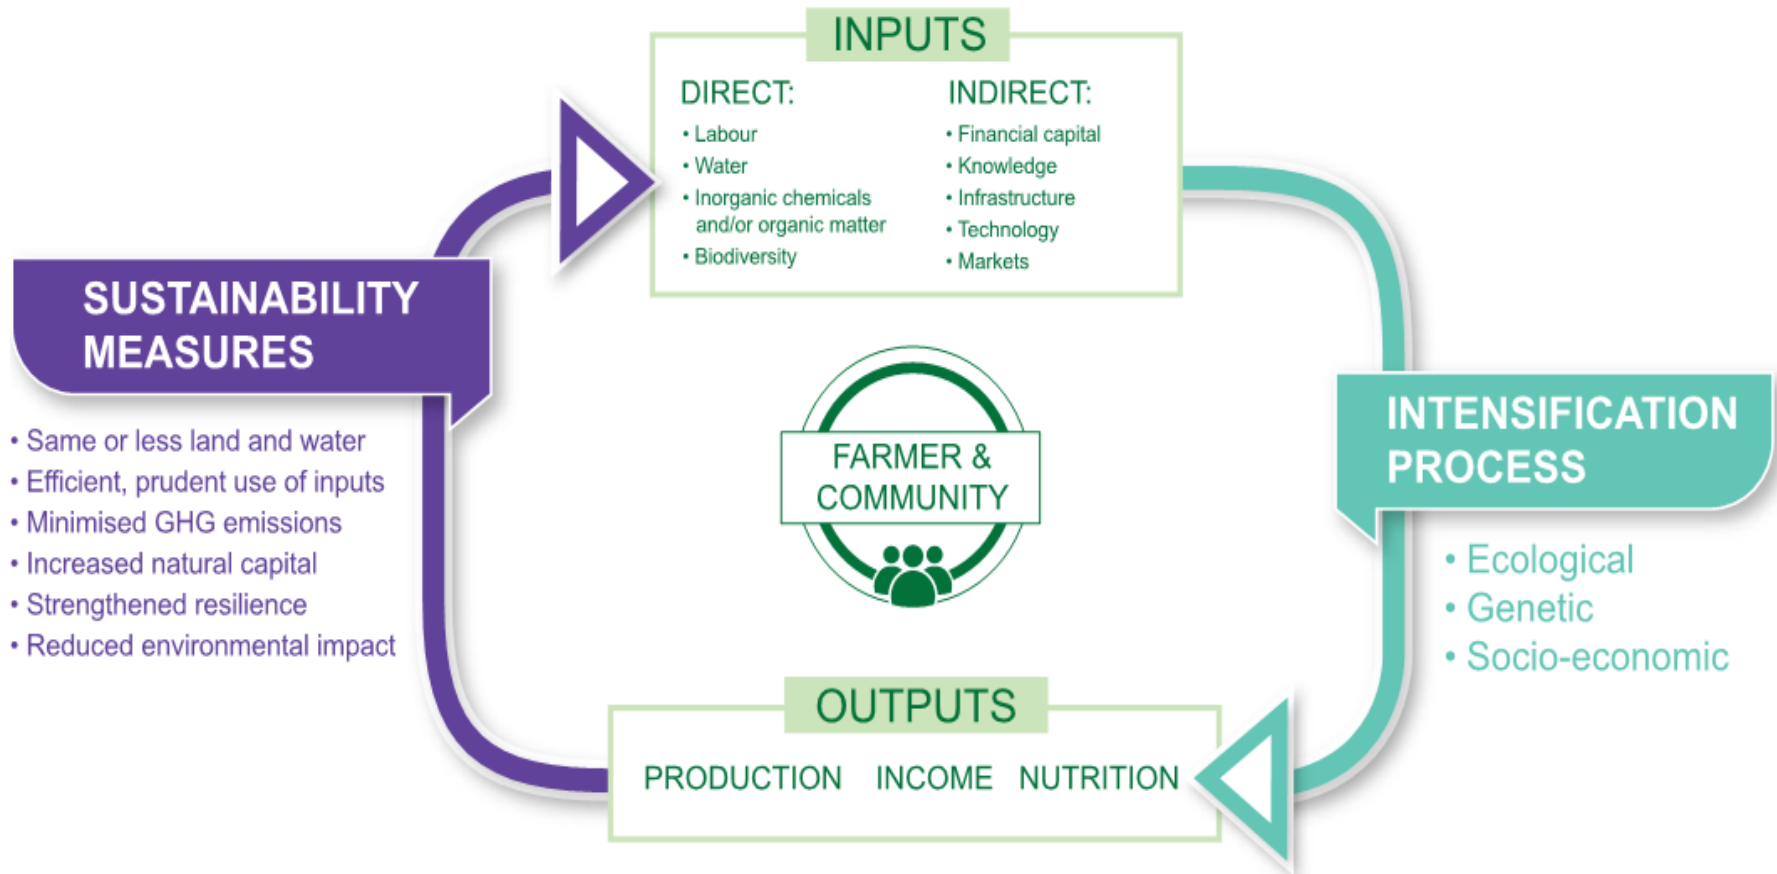 INPUTS
DIRECT:
• Labour
• Water
• Inorganic chemicals
and/or organic matter
• Biodiversity
INDIRECT:
• Financial capital
• Knowledge
• Infrastructure
• Technology
• Markets
SUSTAINABILITY
MEASURES
• Same or less land and water
• Efficient, prudent use of inputs
• Minimised GHG emissions
• Increased natural capital
• Strengthened resilience
• Reduced environmental impact
FARMER &
COMMUNITY
INTENSIFICATION
PROCESS
• Ecological
• Genetic
• Socio-economic
OUTPUTS
PRODUCTION INCOME NUTRITION